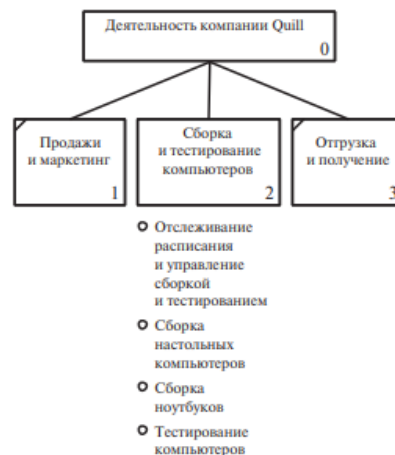 Деятельность компании Quill
0
Продажи
и маркетинг
1
Сборка
и тестирование
компьютеров
2
Отгрузка
и получение
3
Отслеживание
расписания
и управление
сборкой
и тестированием
Сборка
настольных
компьютеров
Сборка
ноутбуков
Тестирование
компьютеров